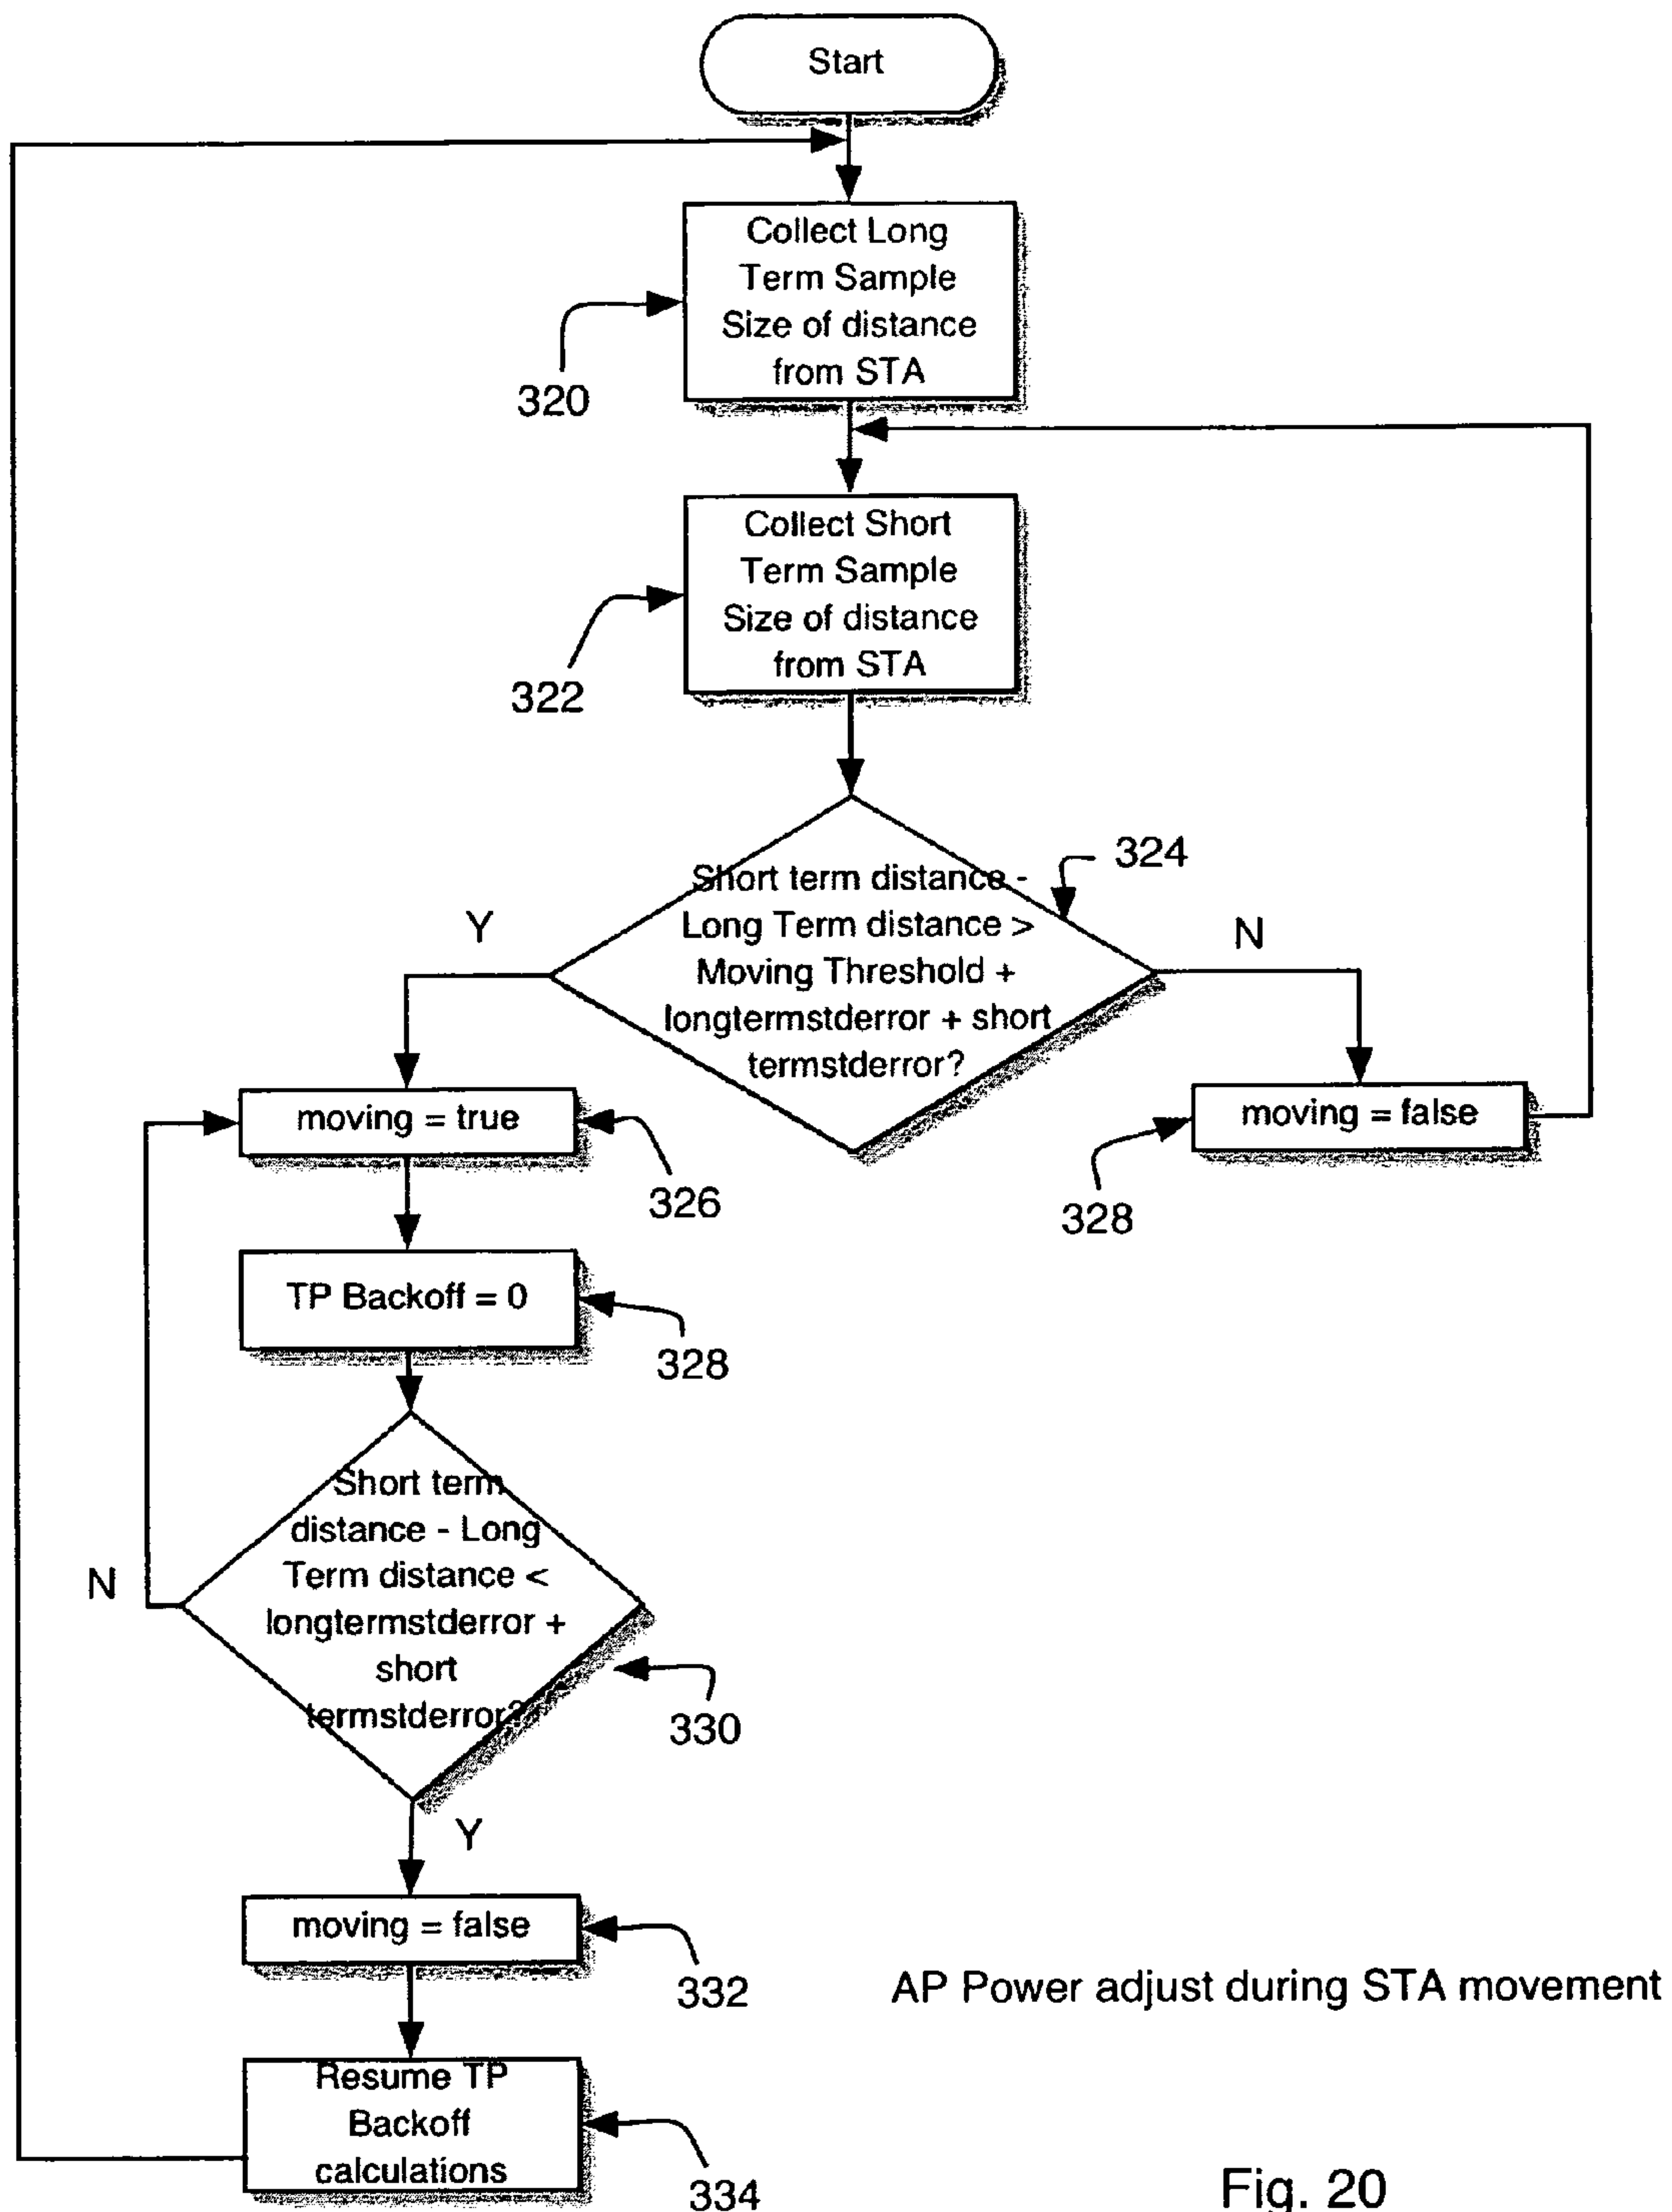 Start
Collect Long
Term Sample
Size of distance
from STA
320
Collect Short
Term Sample
Size of distance
from STA
322
Short term distance -
Long Term distance >
Moving Threshold +
longtermstderror + short
termstderror?
324
Y
N
moving = true
326
moving = false
328
TP Backoff = 0
328
Short term
distance - Long
Term distance <
longtermstderror +
short
termstderror?
330
N
Y
moving = false
332
AP Power adjust during STA movement
Resume TP
Backoff
calculations
334
Fig. 20